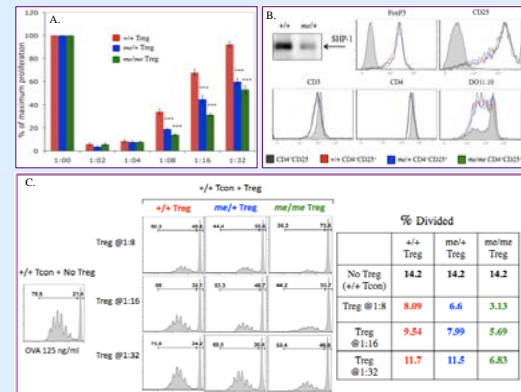 A.
% of maximum proliferation
100
80
60
40
20
0
+/+ Treg
me/+ Treg
me/me Treg
*** *** *** *** *** ***
1:00 1:02 1:04 1:08 1:16 1:32
B.
+/+ me/+
SHP-1
FoxP3 CD25
CD3 CD4 DO11.10
CD4⁺CD25⁻ +/+ CD4⁺CD25⁺ me/+ CD4⁺CD25⁺ me/me CD4⁺CD25⁺
C.
+/+ Tcon + Treg
+/+ Treg me/+ Treg me/me Treg
Treg @1:8
+/+ Tcon + No Treg
Treg @1:16
OVA 125 ng/ml
Treg @1:32
% Divided
+/+ Treg me/+ Treg me/me Treg
No Treg (+/+ Tcon) 14.2 14.2 14.2
Treg @1:8 8.09 6.6 3.13
Treg @1:16 9.54 7.99 5.69
Treg @1:32 11.7 11.5 6.83